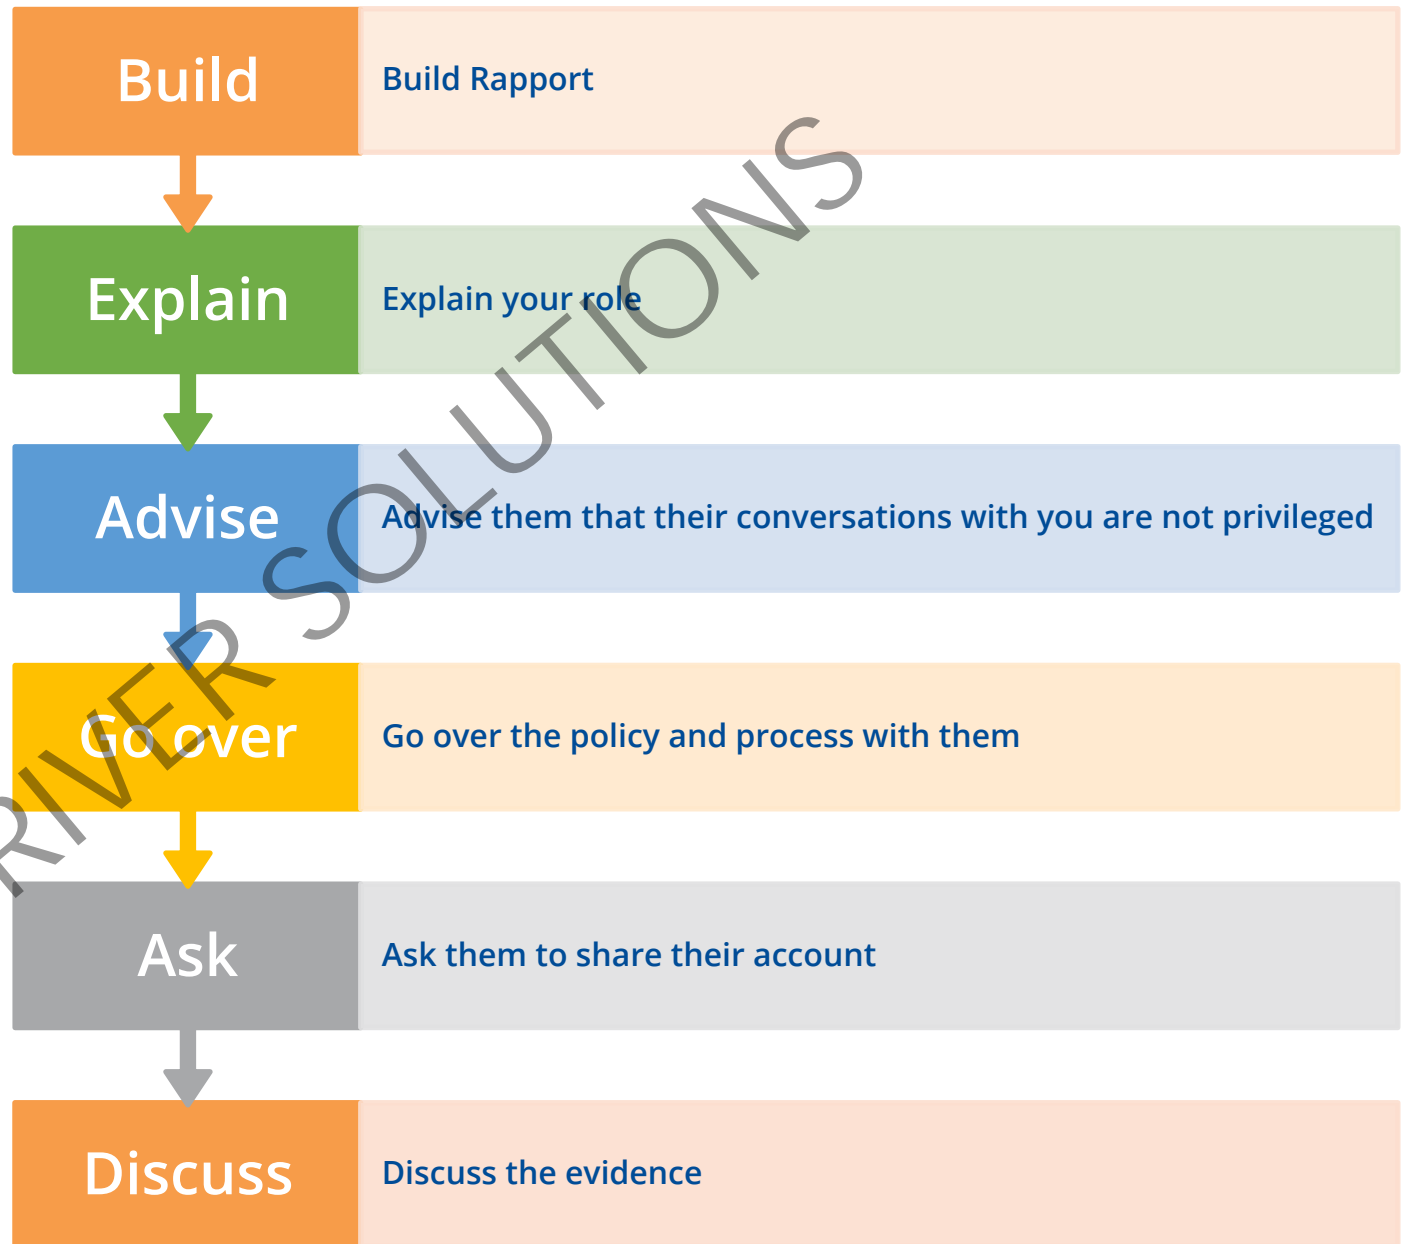 Build
Build Rapport
Explain
Explain your role
Advise
Advise them that their conversations with you are not privileged
Go over
Go over the policy and process with them
Ask
Ask them to share their account
Discuss
Discuss the evidence
RIVER SOLUTIONS